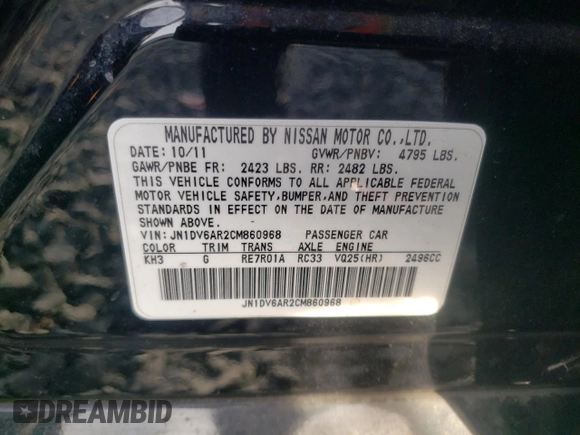 MANUFACTURED BY NISSAN MOTOR CO.,LTD.
DATE: 10/11 GVWR/PNBV: 4795 LBS.
GAWR/PNBE FR: 2423 LBS. RR: 2482 LBS.
THIS VEHICLE CONFORMS TO ALL APPLICABLE FEDERAL
MOTOR VEHICLE SAFETY,BUMPER,AND THEFT PREVENTION
STANDARDS IN EFFECT ON THE DATE OF MANUFACTURE
SHOWN ABOVE. -
VIN: JN1DV6AR2CM860968 PASSENGER CAR
COLOR TRIM TRANS AXLE ENGINE
KH3 G RE7R01A RC33 VQ25(HR) 2496CC
JN1DV6AR2CM860968
DREAMBID